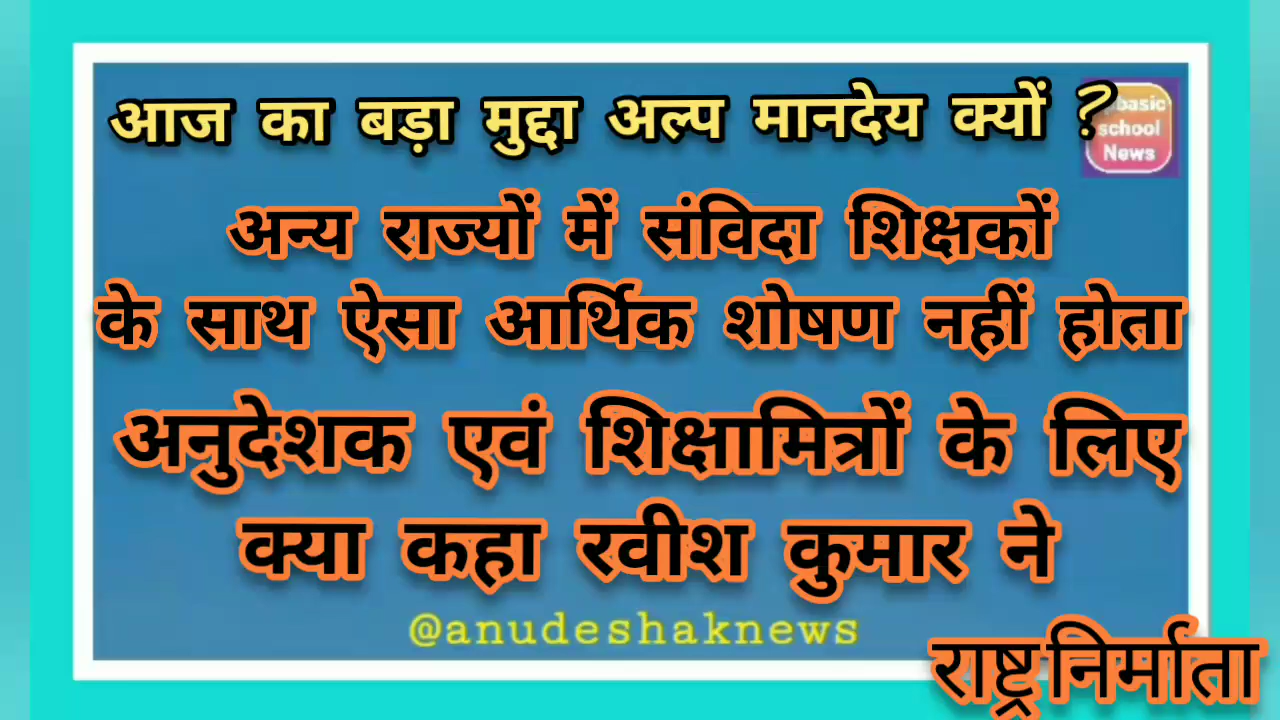 आज का बड़ा मुद्दा अल्प मानदेय क्यों ?
basic
school
News
अन्य राज्यों में संविदा शिक्षकों
के साथ ऐसा आर्थिक शोषण नहीं होता
अनुदेशक एवं शिक्षामित्रों के लिए
क्या कहा रवीश कुमार ने
@anudeshaknews
राष्ट्र निर्माता